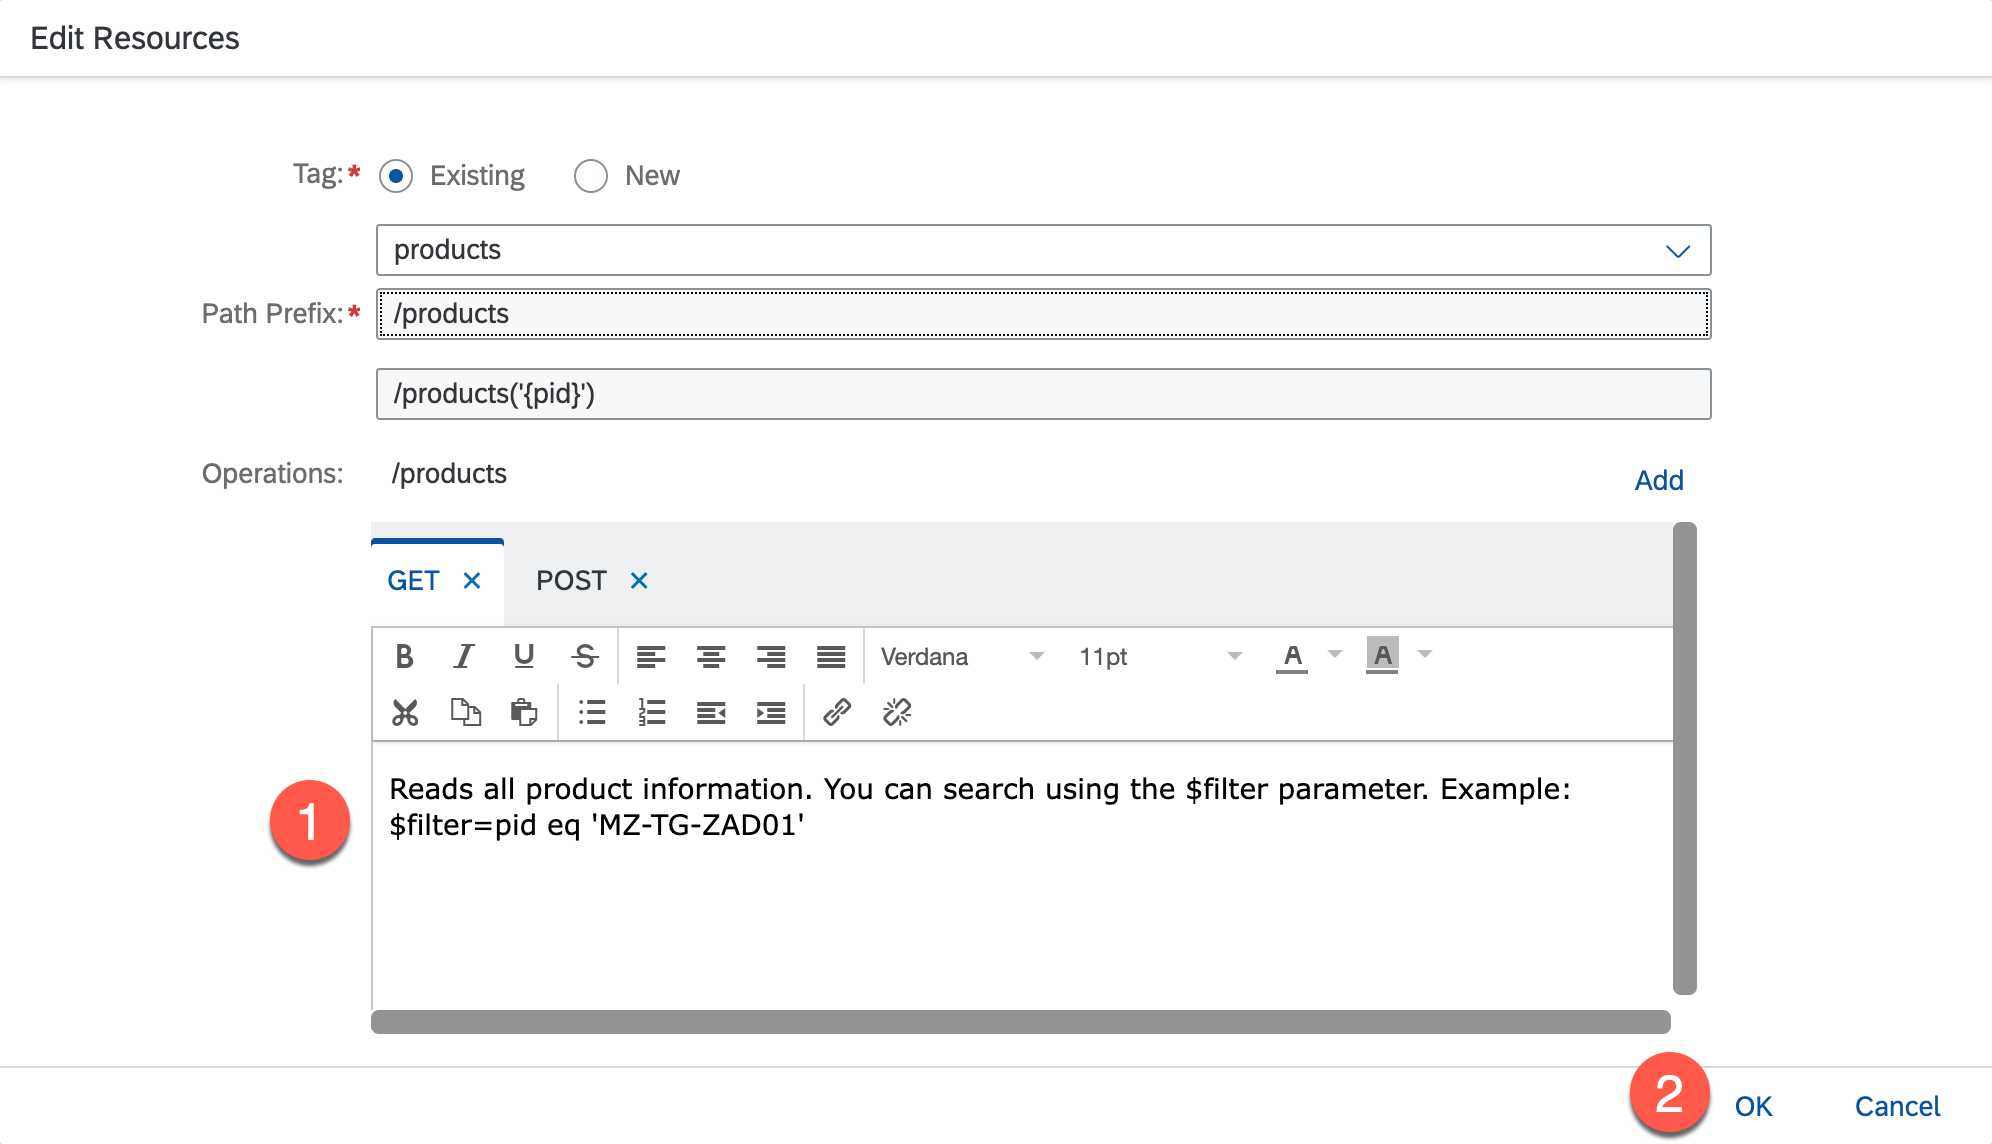 Edit Resources
Tag:* Existing New
products
Path Prefix:* /products
/products('{pid}')
Operations: /products Add
GET POST
B I U S Verdana 11pt A A
Reads all product information. You can search using the $filter parameter. Example:
$filter=pid eq 'MZ-TG-ZAD01'
1
2 OK Cancel